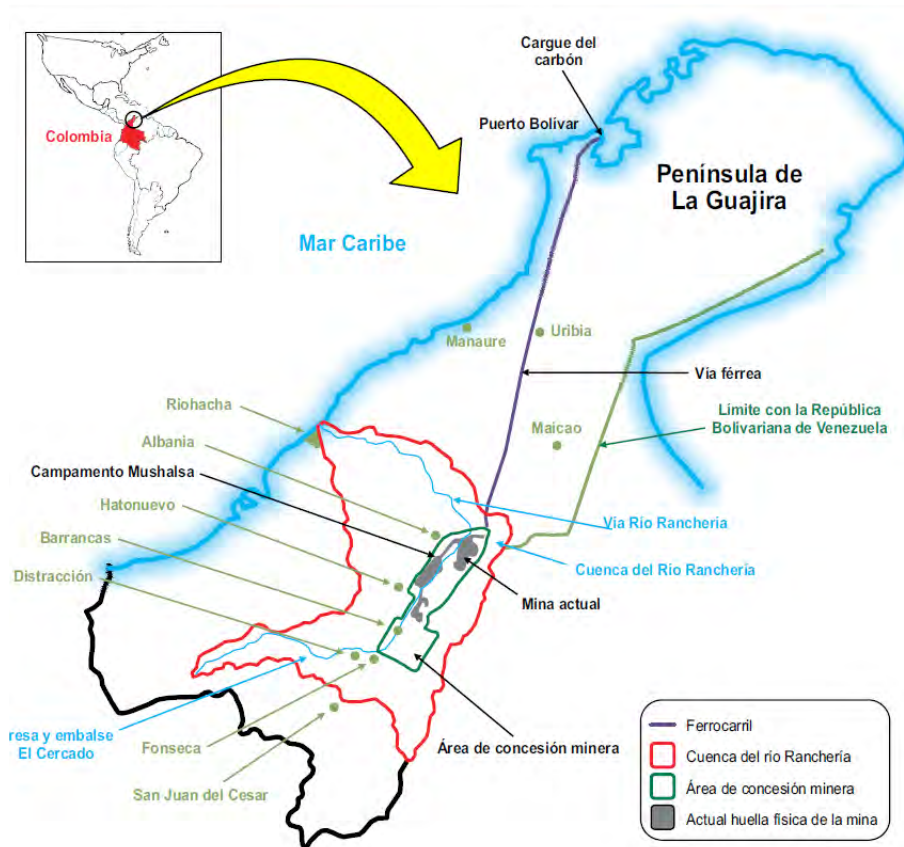 Cargue del
carbón
Puerto Bolivar
Colombia
Península de
La Guajira
Mar Caribe
Manaure
Uribia
Vía férrea
Riohacha
Maicao
Límite con la República
Bolivariana de Venezuela
Albania
Campamento Mushalsa
Hatonuevo
Vía Río Ranchería
Barrancas
Cuenca del Río Ranchería
Distracción
Mina actual
resa y embalse
El Cercado
Fonseca
Área de concesión minera
San Juan del Cesar
Ferrocarril
Cuenca del río Ranchería
Área de concesión minera
Actual huella física de la mina